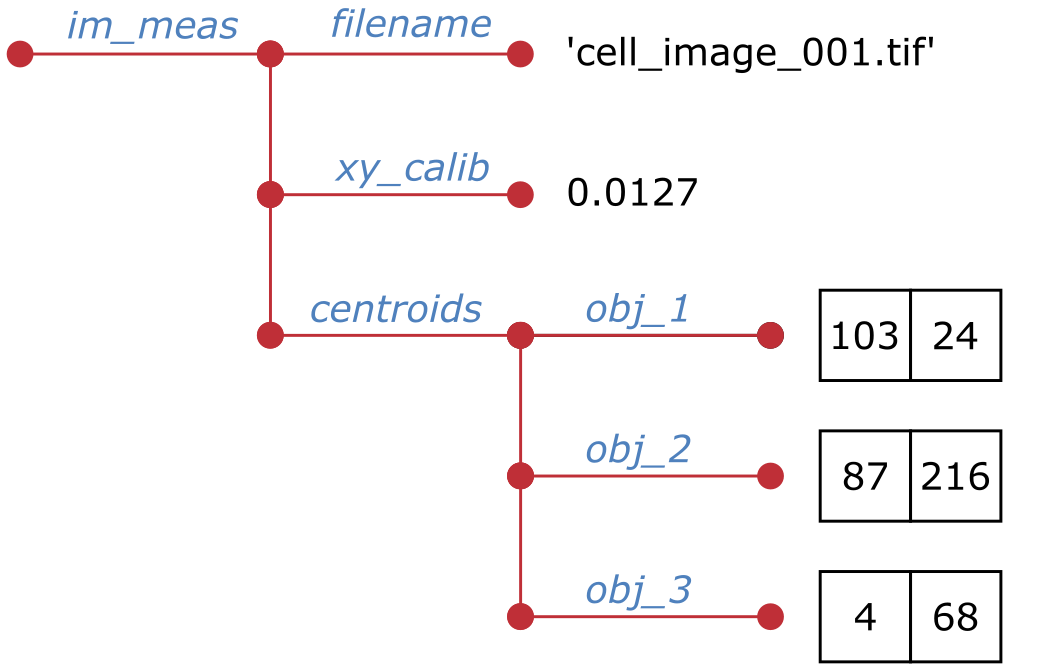 im_meas filename 'cell_image_001.tif'
xy_calib 0.0127
centroids obj_1 103 24
obj_2 87 216
obj_3 4 68